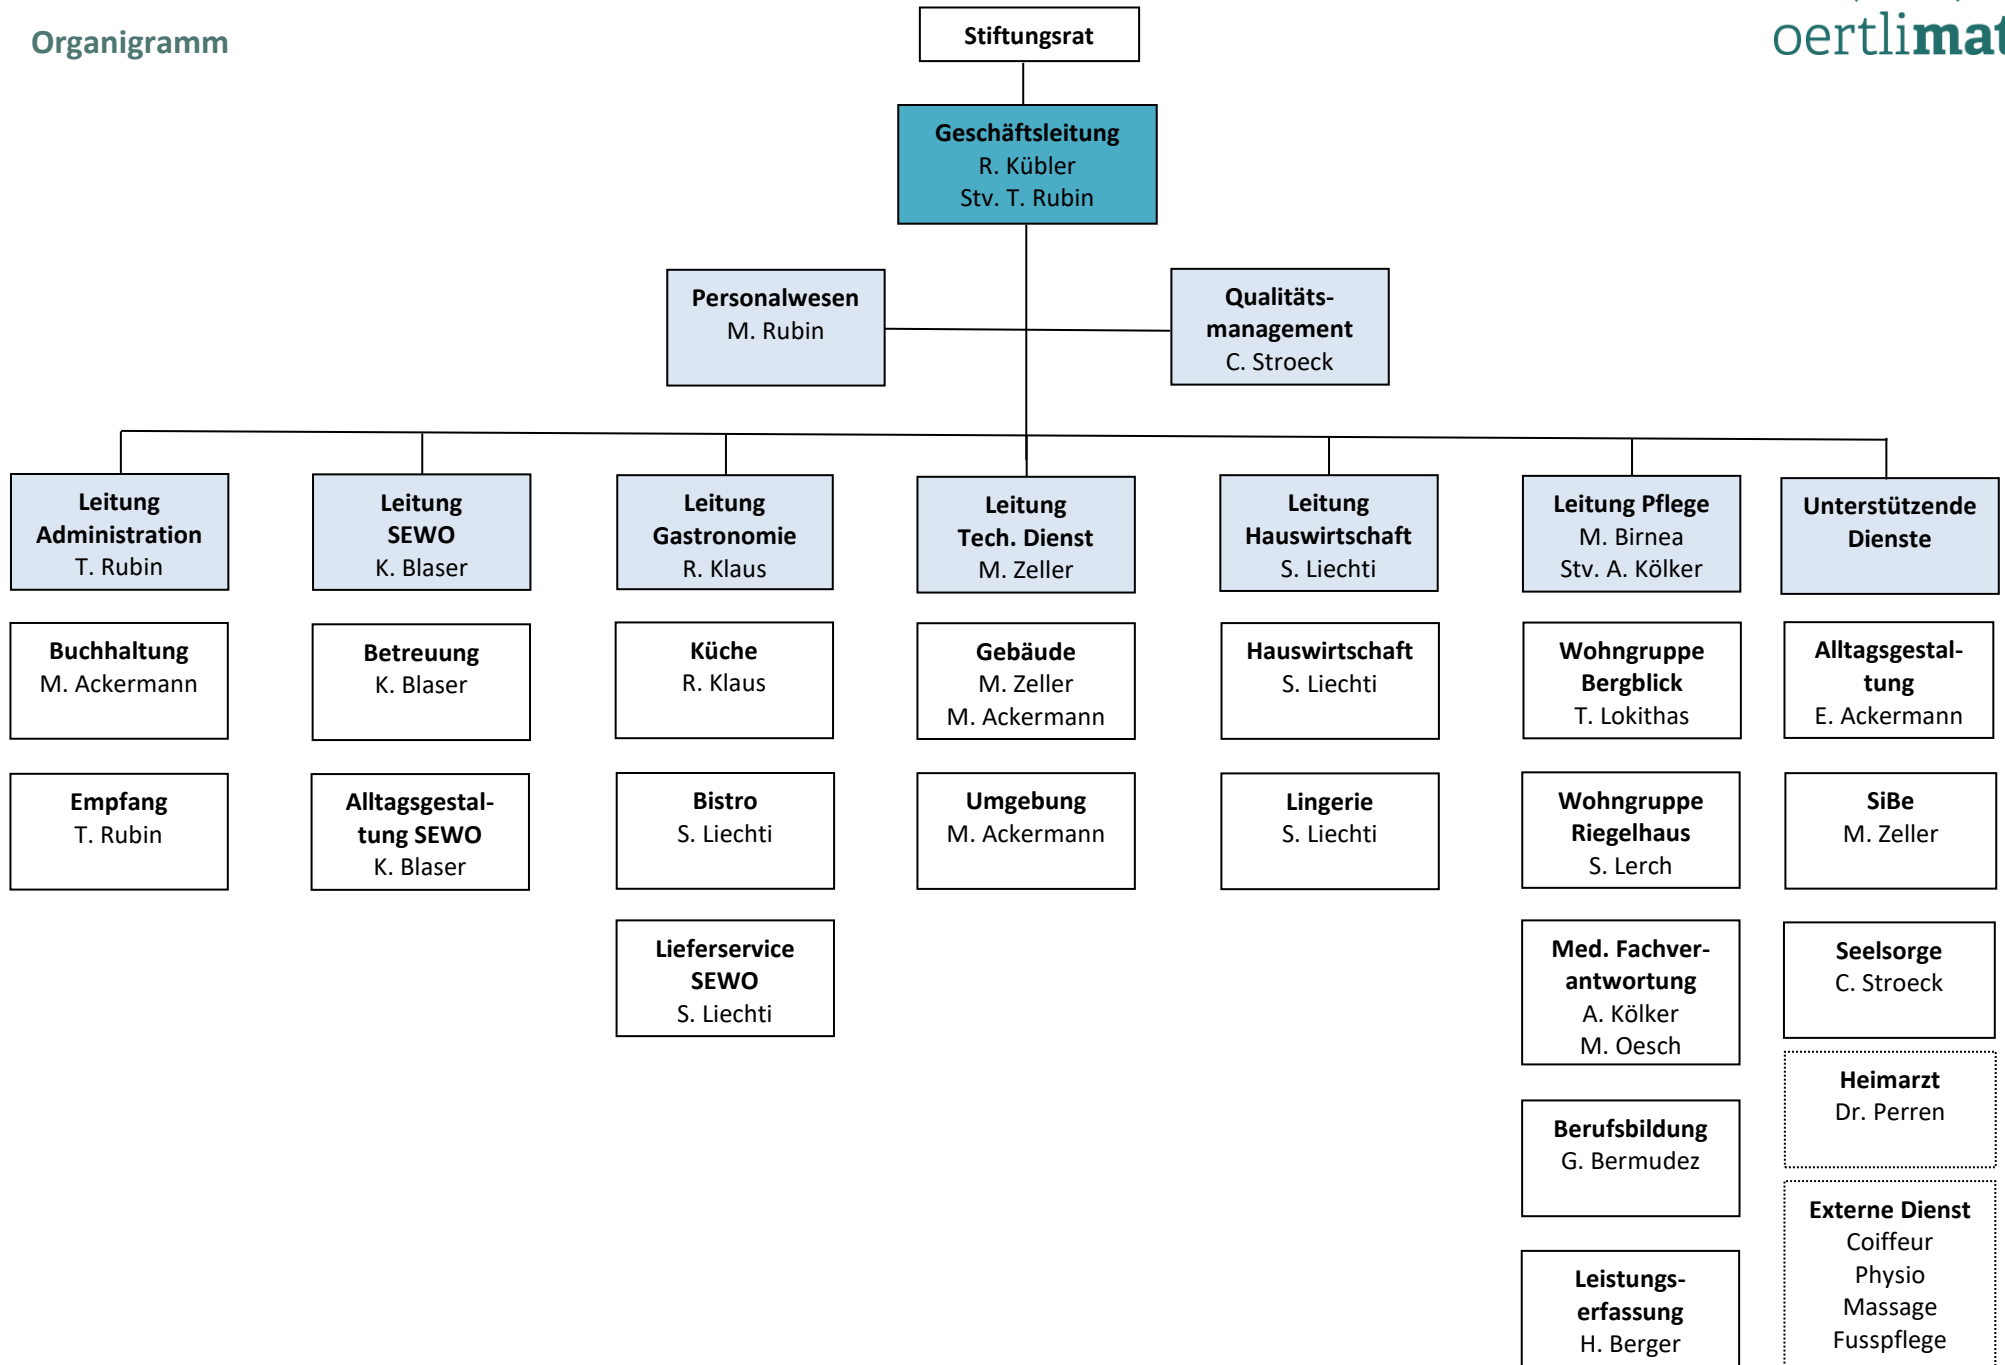 Organigramm
oertlimat
Stiftungsrat
Geschäftsleitung
R. Kübler
Stv. T. Rubin
Personalwesen
M. Rubin
Qualitäts-
management
C. Stroeck
Leitung
Administration
T. Rubin
Leitung
SEWO
K. Blaser
Leitung
Gastronomie
R. Klaus
Leitung
Tech. Dienst
M. Zeller
Leitung
Hauswirtschaft
S. Liechti
Leitung Pflege
M. Birnea
Stv. A. Kölker
Unterstützende
Dienste
Buchhaltung
M. Ackermann
Betreuung
K. Blaser
Küche
R. Klaus
Gebäude
M. Zeller
M. Ackermann
Hauswirtschaft
S. Liechti
Wohngruppe
Bergblick
T. Lokithas
Alltagsgestal-
tung
E. Ackermann
Empfang
T. Rubin
Alltagsgestal-
tung SEWO
K. Blaser
Bistro
S. Liechti
Umgebung
M. Ackermann
Lingerie
S. Liechti
Wohngruppe
Riegelhaus
S. Lerch
SiBe
M. Zeller
Lieferservice
SEWO
S. Liechti
Med. Fachver-
antwortung
A. Kölker
M. Oesch
Seelsorge
C. Stroeck
Heimarzt
Dr. Perren
Berufsbildung
G. Bermudez
Externe Dienst
Coiffeur
Physio
Massage
Fusspflege
Leistungs-
erfassung
H. Berger